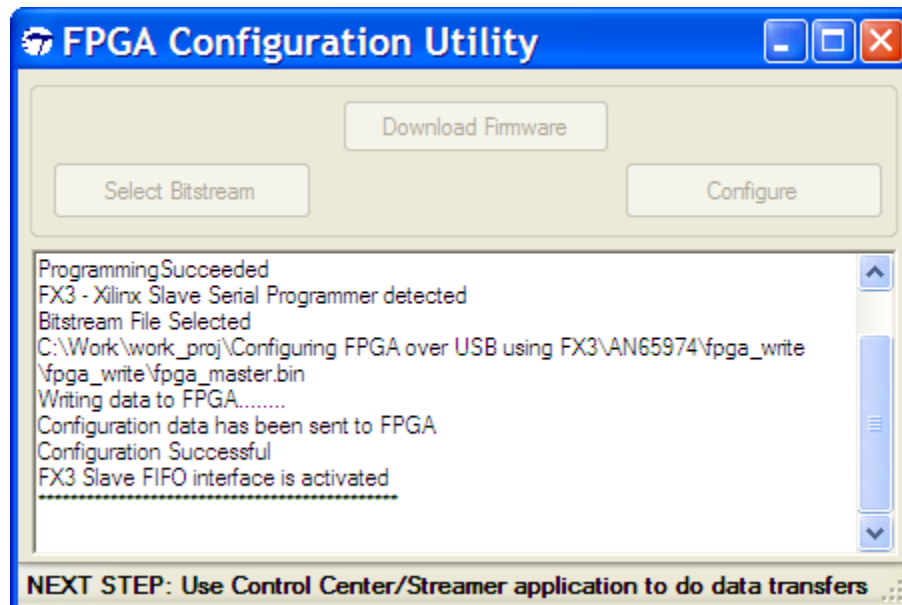 FPGA Configuration Utility
Download Firmware
Select Bitstream
Configure
ProgrammingSucceeded
FX3 - Xilinx Slave Serial Programmer detected
Bitstream File Selected
C:\Work\work_proj\Configuring FPGA over USB using FX3\AN65974\fpga_write
\fpga_write\fpga_master.bin
Writing data to FPGA........
Configuration data has been sent to FPGA
Configuration Successful
FX3 Slave FIFO interface is activated
NEXT STEP: Use Control Center/Streamer application to do data transfers